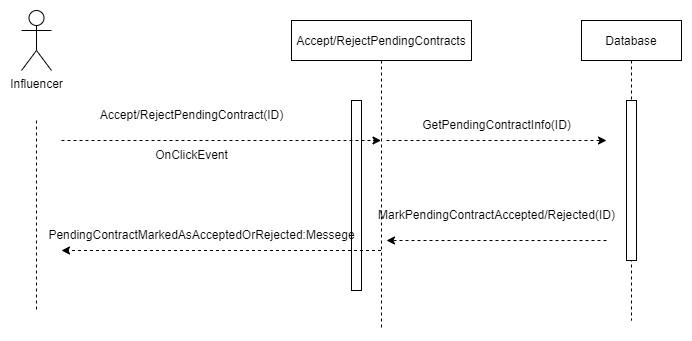 Accept/RejectPendingContracts
Database
Influencer
Accept/RejectPendingContract(ID)
GetPendingContractInfo(ID)
OnClickEvent
MarkPendingContractAccepted/Rejected(ID)
PendingContractMarkedAsAcceptedOrRejected:Messege